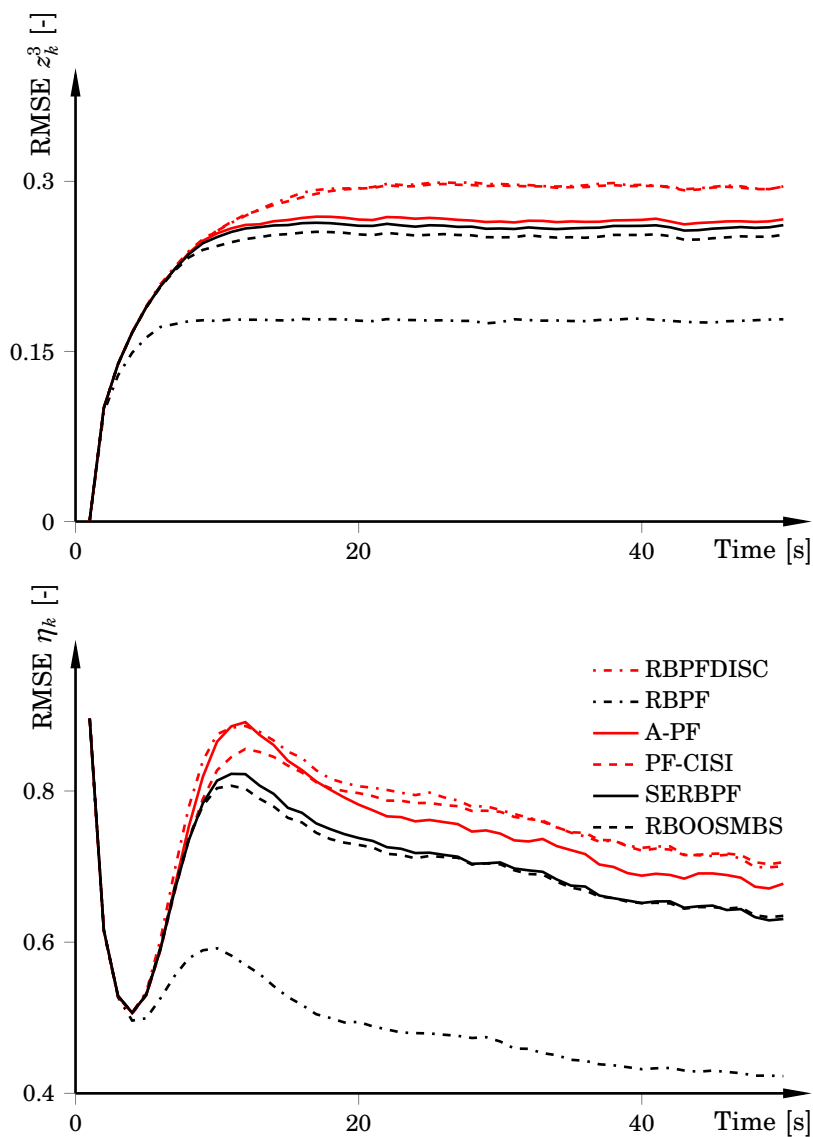 RMSE z_k^3 [-]
0.3
0.15
0
0
20
40
Time [s]
RMSE η_k [-]
RBPFDISC
RBPF
A-PF
PF-CISI
SERBPF
RBOOSMBS
0.8
0.6
0.4
0
20
40
Time [s]